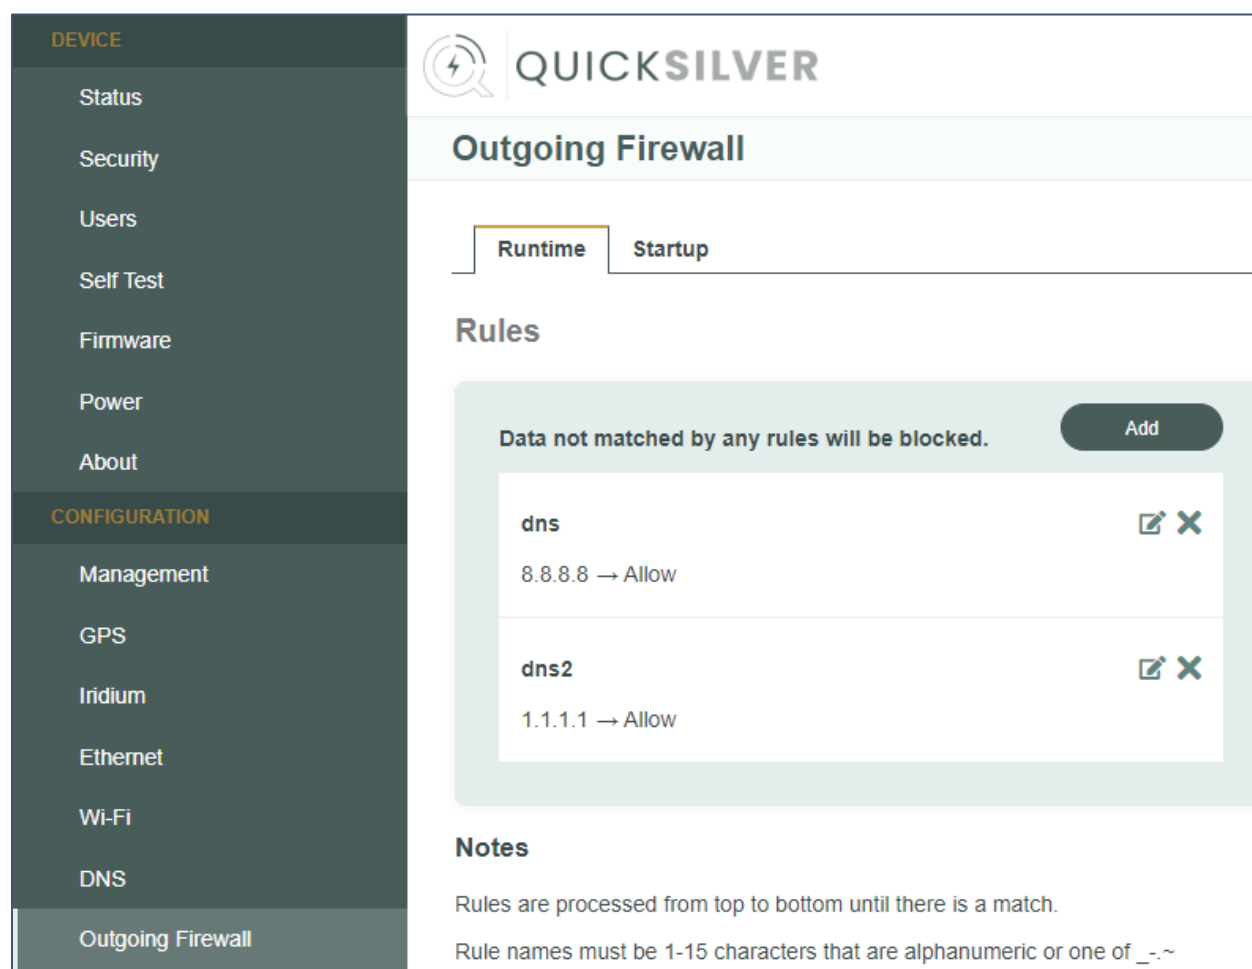 DEVICE
Status
Security
Users
Self Test
Firmware
Power
About
CONFIGURATION
Management
GPS
Iridium
Ethernet
Wi-Fi
DNS
Outgoing Firewall
QUICKSILVER
Outgoing Firewall
Runtime Startup
Rules
Data not matched by any rules will be blocked. Add
dns
8.8.8.8 → Allow
dns2
1.1.1.1 → Allow
Notes
Rules are processed from top to bottom until there is a match.
Rule names must be 1-15 characters that are alphanumeric or one of _-.~